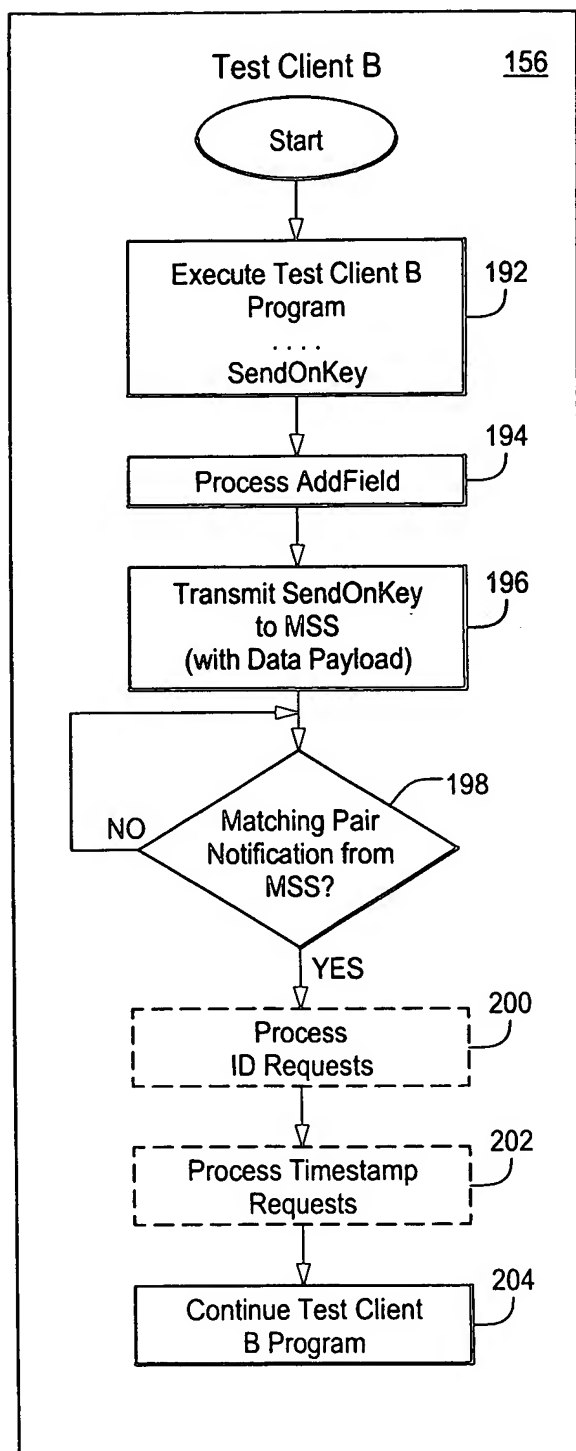 Test Client B
156
Start
Execute Test Client B
Program
. . . .
SendOnKey
192
194
Process AddField
Transmit SendOnKey
to MSS
(with Data Payload)
196
198
NO
Matching Pair
Notification from
MSS?
YES
200
Process
ID Requests
202
Process Timestamp
Requests
204
Continue Test Client
B Program